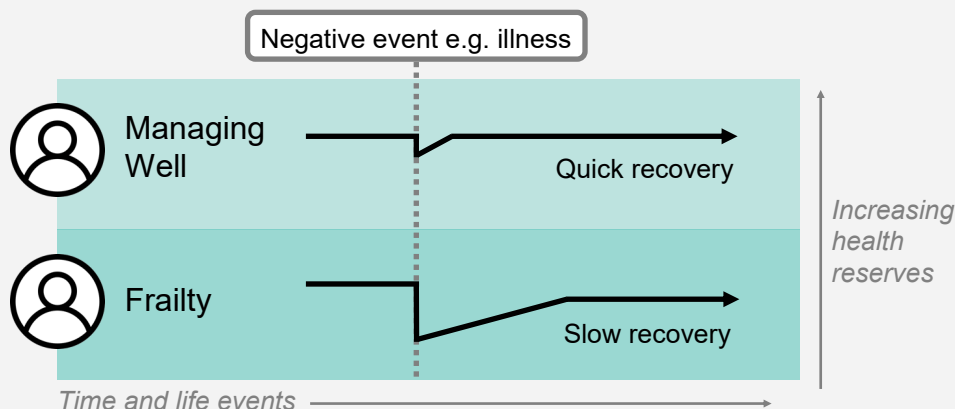 Negative event e.g. illness
Managing
Well
Quick recovery
Increasing
health
reserves
Frailty
Slow recovery
Time and life events